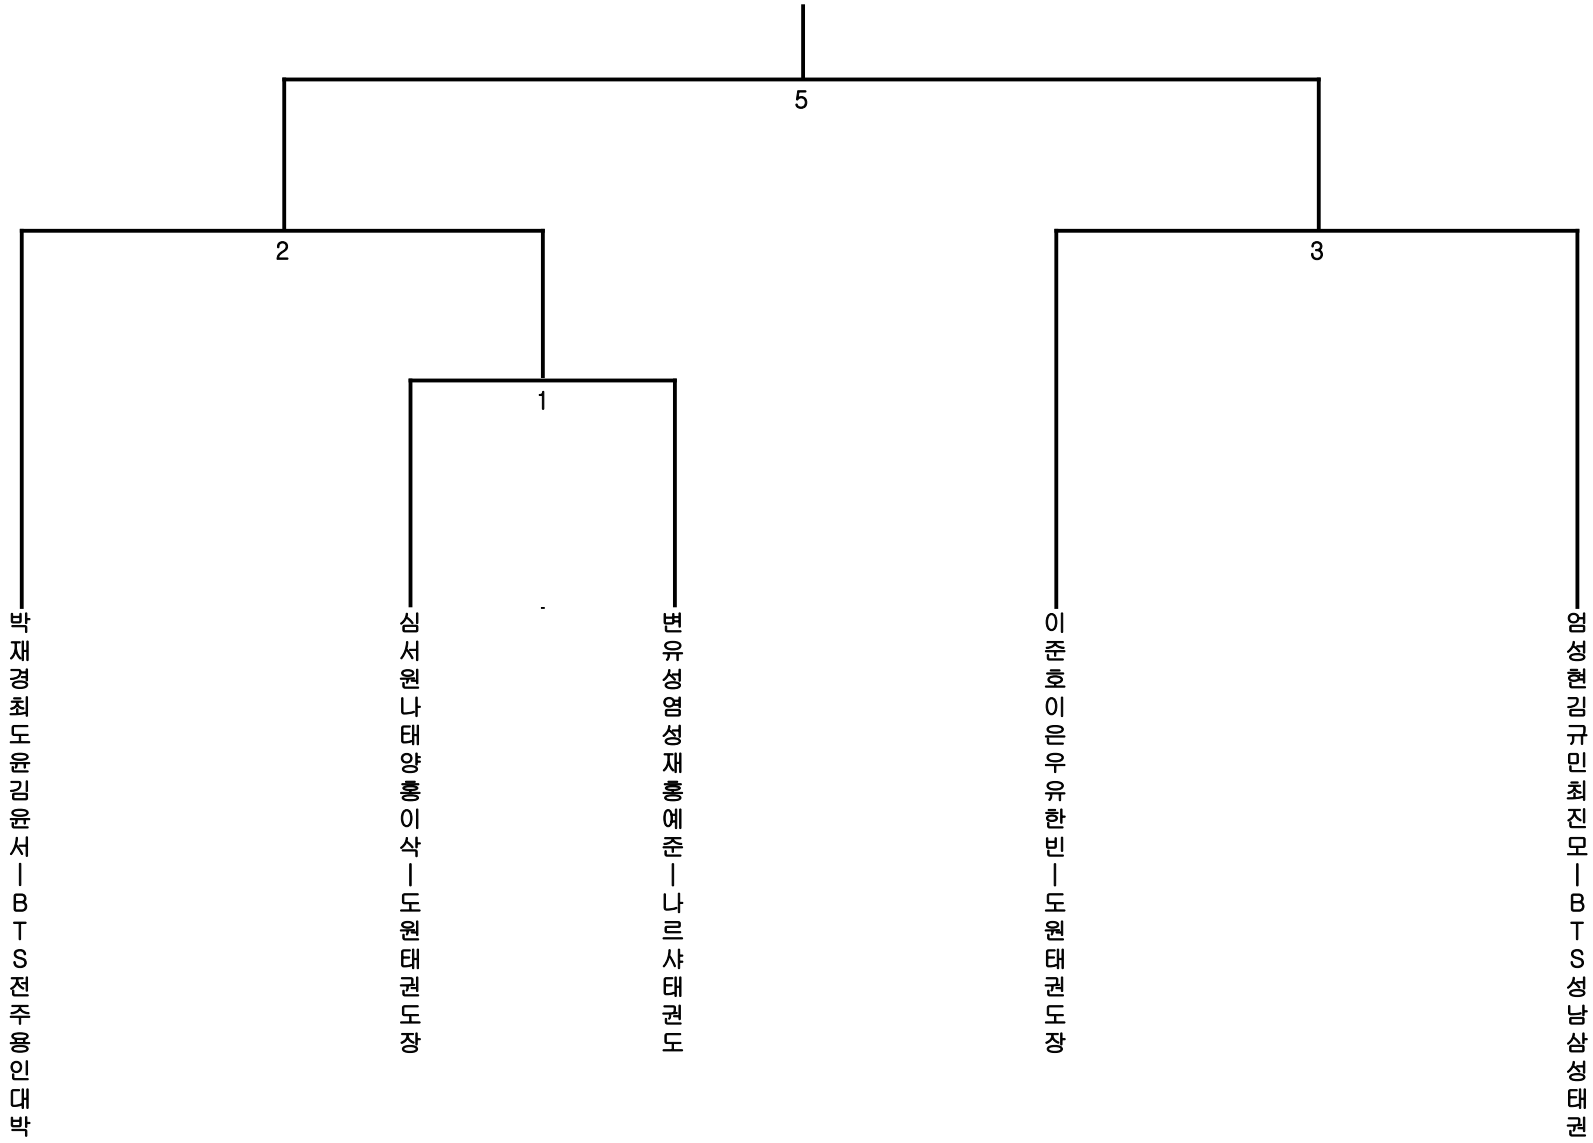 5
2
3
1
박재경최도윤김윤서ㅡBTS전주용인대박
심서원나태양홍이삭ㅡ도원태권도장
변유성염성재홍예준ㅡ나르샤태권도
이준호이은우유한빈ㅡ도원태권도장
엄성현김규민최진모ㅡBTS성남삼성태권